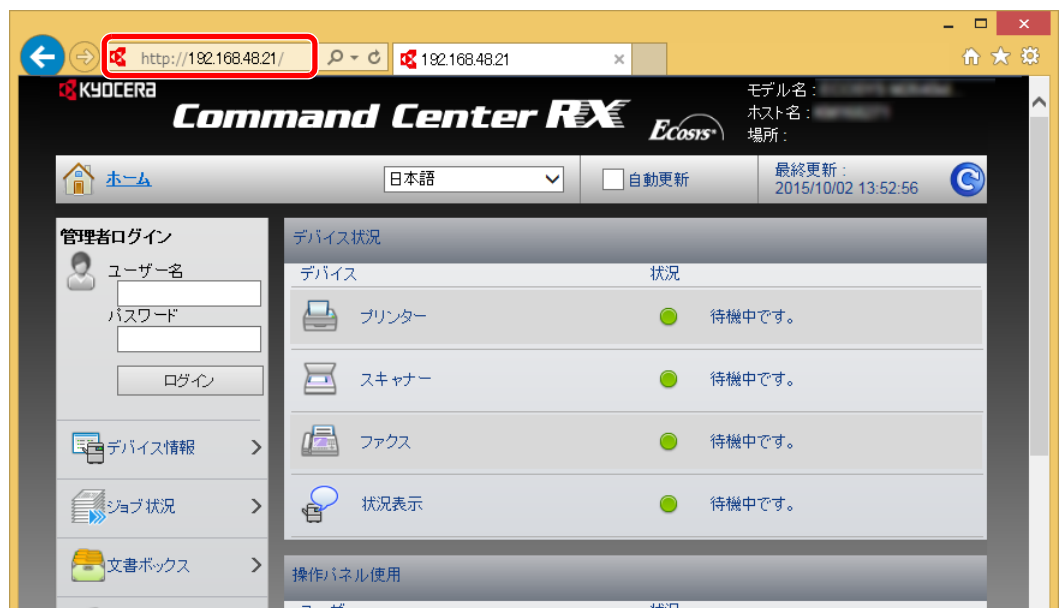 http://192.168.48.21/
192.168.48.21
KYOCERA
Command Center RX
Ecosys
モデル名 :
ホスト名 :
場所 :
ホーム
日本語
自動更新
最終更新 :
2015/10/02 13:52:56
管理者ログイン
ユーザー名
パスワード
ログイン
デバイス情報
ジョブ状況
文書ボックス
デバイス状況
デバイス 状況
プリンター 待機中です。
スキャナー 待機中です。
ファクス 待機中です。
状況表示 待機中です。
操作パネル使用